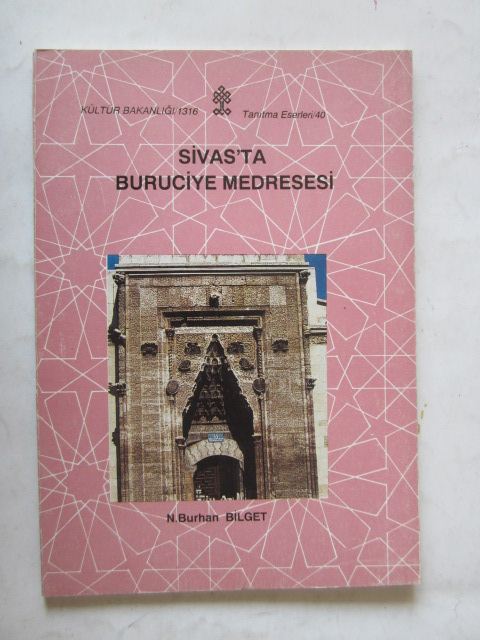 KÜLTÜR BAKANLIĞI/1316
Tanıtma Eserleri/40
SİVAS'TA
BURUCİYE MEDRESESİ
N.Burhan BİLGET